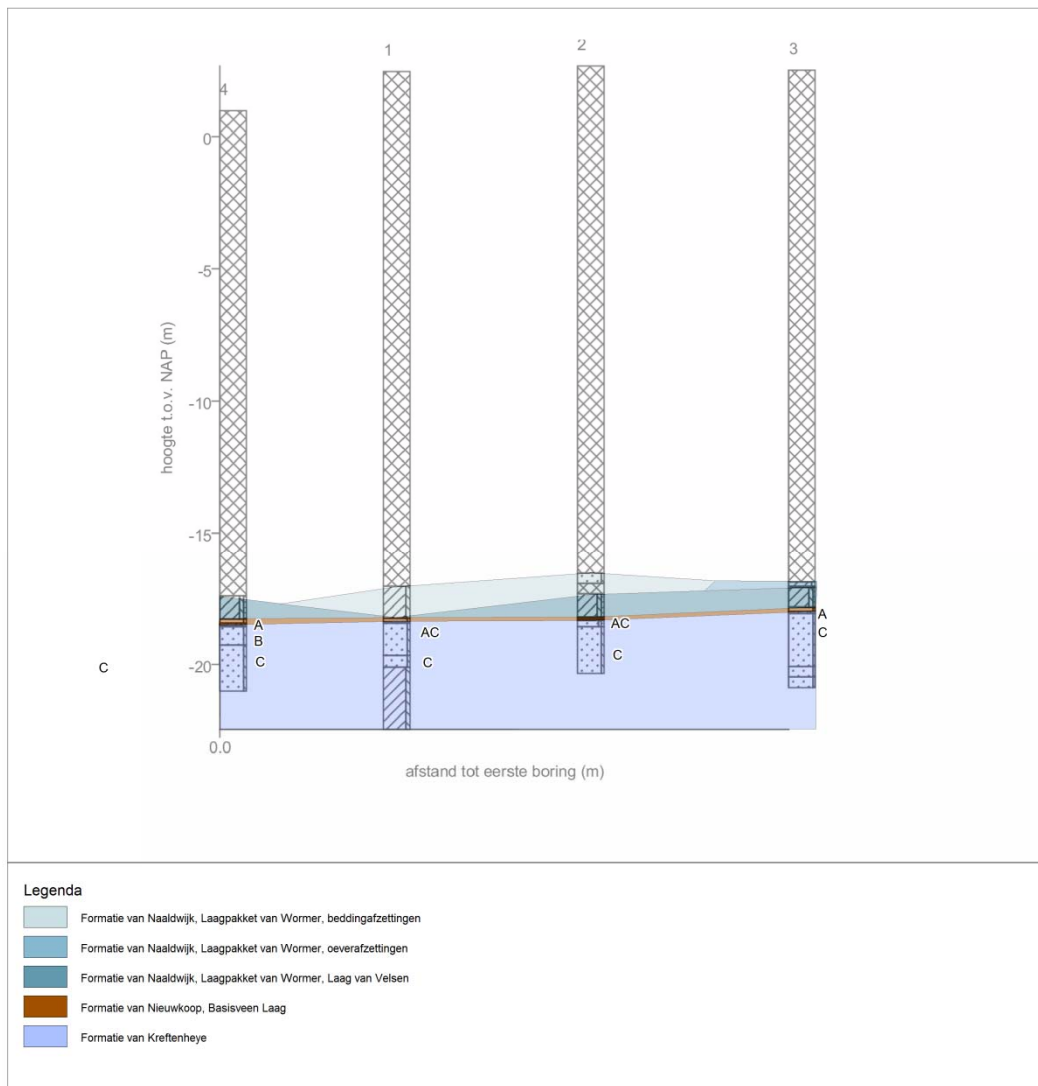 2
1
3
4
0
-5
hoogte t.o.v. NAP (m)
-10
-15
A
AC
AC
A
B
C
C
C
C
C
-20
0.0
afstand tot eerste boring (m)
Legenda
Formatie van Naaldwijk, Laagpakket van Wormer, beddingafzettingen
Formatie van Naaldwijk, Laagpakket van Wormer, oeverafzettingen
Formatie van Naaldwijk, Laagpakket van Wormer, Laag van Velsen
Formatie van Nieuwkoop, Basisveen Laag
Formatie van Kreftenheye